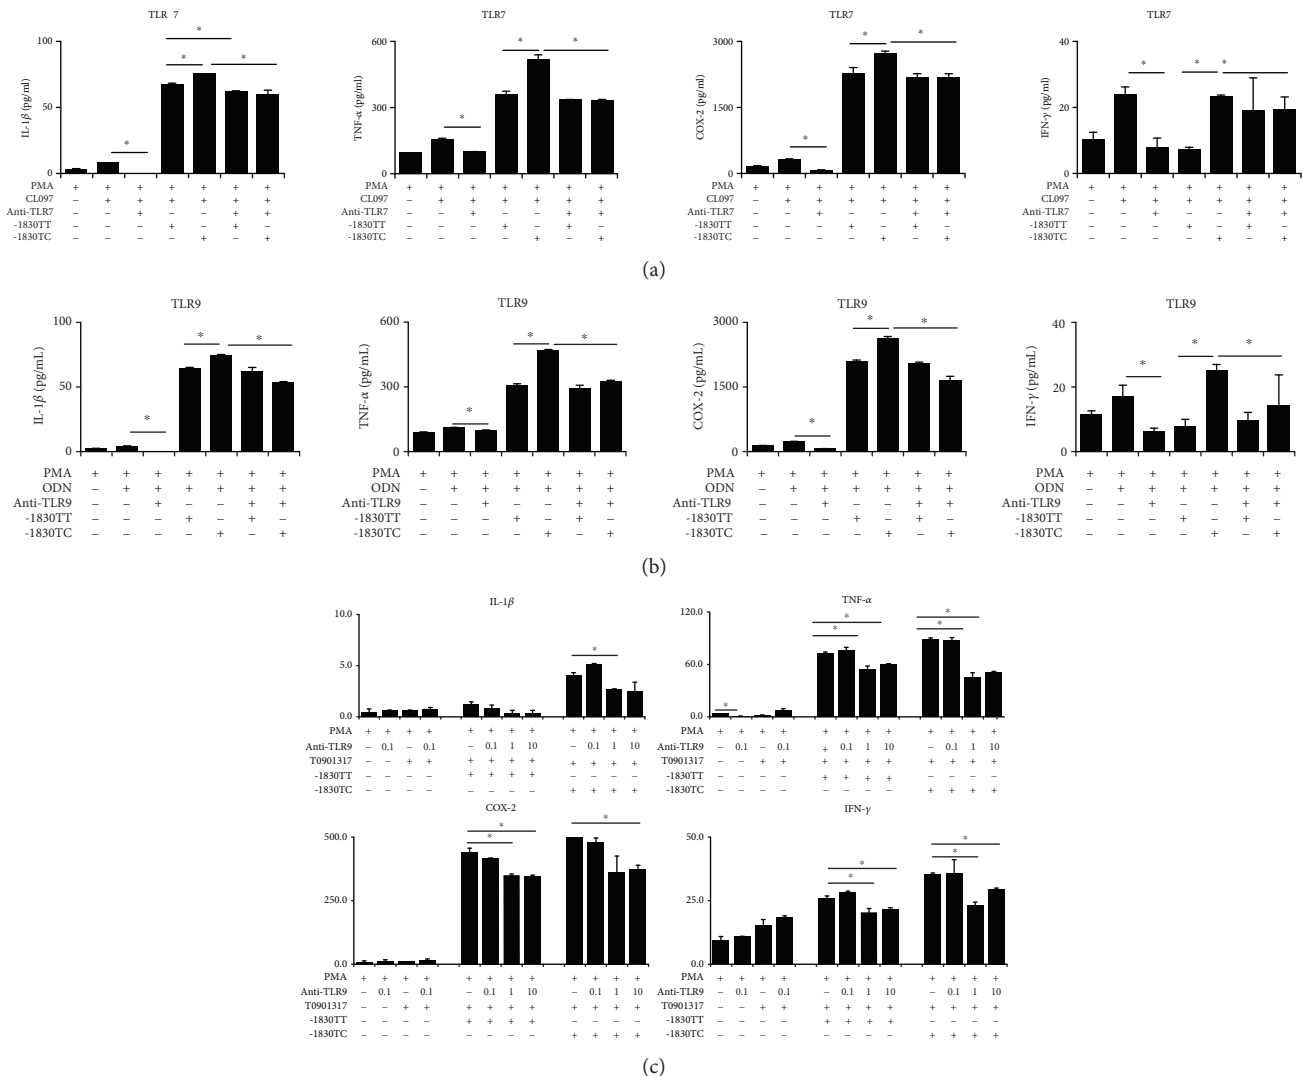 TLR 7
*
* *
*
100
50
0
IL-1β (pg/ml)
PMA + + + + + + +
CL097 − + + + + + +
Anti-TLR7 − − + − − + +
-1830TT − − − + − + −
-1830TC − − − − + − +
TLR7
* *
*
600
300
0
TNF-α (pg/ml)
PMA + + + + + + +
CL097 − + + + + + +
Anti-TLR7 − − + − − + +
-1830TT − − − + − + −
-1830TC − − − − + − +
TLR7
* *
*
3000
1500
0
COX-2 (pg/ml)
PMA + + + + + + +
CL097 − + + + + + +
Anti-TLR7 − − + − − + +
-1830TT − − − + − + −
-1830TC − − − − + − +
TLR7
* * *
40
20
0
IFN-γ (pg/ml)
PMA + + + + + + +
CL097 − + + + + + +
Anti-TLR7 − − + − − + +
-1830TT − − − + − + −
-1830TC − − − − + − +
(a)
TLR9
* *
*
100
50
0
IL-1β (pg/mL)
PMA + + + + + + +
ODN − + + + + + +
Anti-TLR9 − − + − − + +
-1830TT − − − + − + −
-1830TC − − − − + − +
TLR9
* *
*
600
300
0
TNF-α (pg/mL)
PMA + + + + + + +
ODN − + + + + + +
Anti-TLR9 − − + − − + +
-1830TT − − − + − + −
-1830TC − − − − + − +
TLR9
* *
*
3000
1500
0
COX-2 (pg/mL)
PMA + + + + + + +
ODN − + + + + + +
Anti-TLR9 − − + − − + +
-1830TT − − − + − + −
-1830TC − − − − + − +
TLR9
* *
*
40
20
0
IFN-γ (pg/mL)
PMA + + + + + + +
ODN − + + + + + +
Anti-TLR9 − − + − − + +
-1830TT − − − + − + −
-1830TC − − − − + − +
(b)
IL-1β
*
10.0
5.0
0.0
PMA + + + + + + + + + + + +
Anti-TLR9 − 0.1 − 0.1 − 0.1 1 10 − 0.1 1 10
T0901317 − − + + + + + + + + + +
-1830TT − − − − + + + + − − − −
-1830TC − − − − − − − − + + + +
TNF-α
* *
* *
*
120.0
60.0
0.0
PMA + + + + + + + + + + + +
Anti-TLR9 − 0.1 − 0.1 + 0.1 1 10 − 0.1 1 10
T0901317 − − + + + + + + + + + +
-1830TT − − − − + + + + − − − −
-1830TC − − − − − − − − + + + +
COX-2
* *
*
500.0
250.0
0.0
PMA + + + + + + + + + + + +
Anti-TLR9 − 0.1 − 0.1 − 0.1 1 10 − 0.1 1 10
T0901317 − − + + + + + + + + + +
-1830TT − − − − + + + + − − − −
-1830TC − − − − − − − − + + + +
IFN-γ
* *
* *
50.0
25.0
0.0
PMA + + + + + + + + + + + +
Anti-TLR9 − 0.1 − 0.1 − 0.1 1 10 − 0.1 1 10
T0901317 − − + + + + + + + + + +
-1830TT − − − − + + + + − − − −
-1830TC − − − − − − − − + + + +
(c)